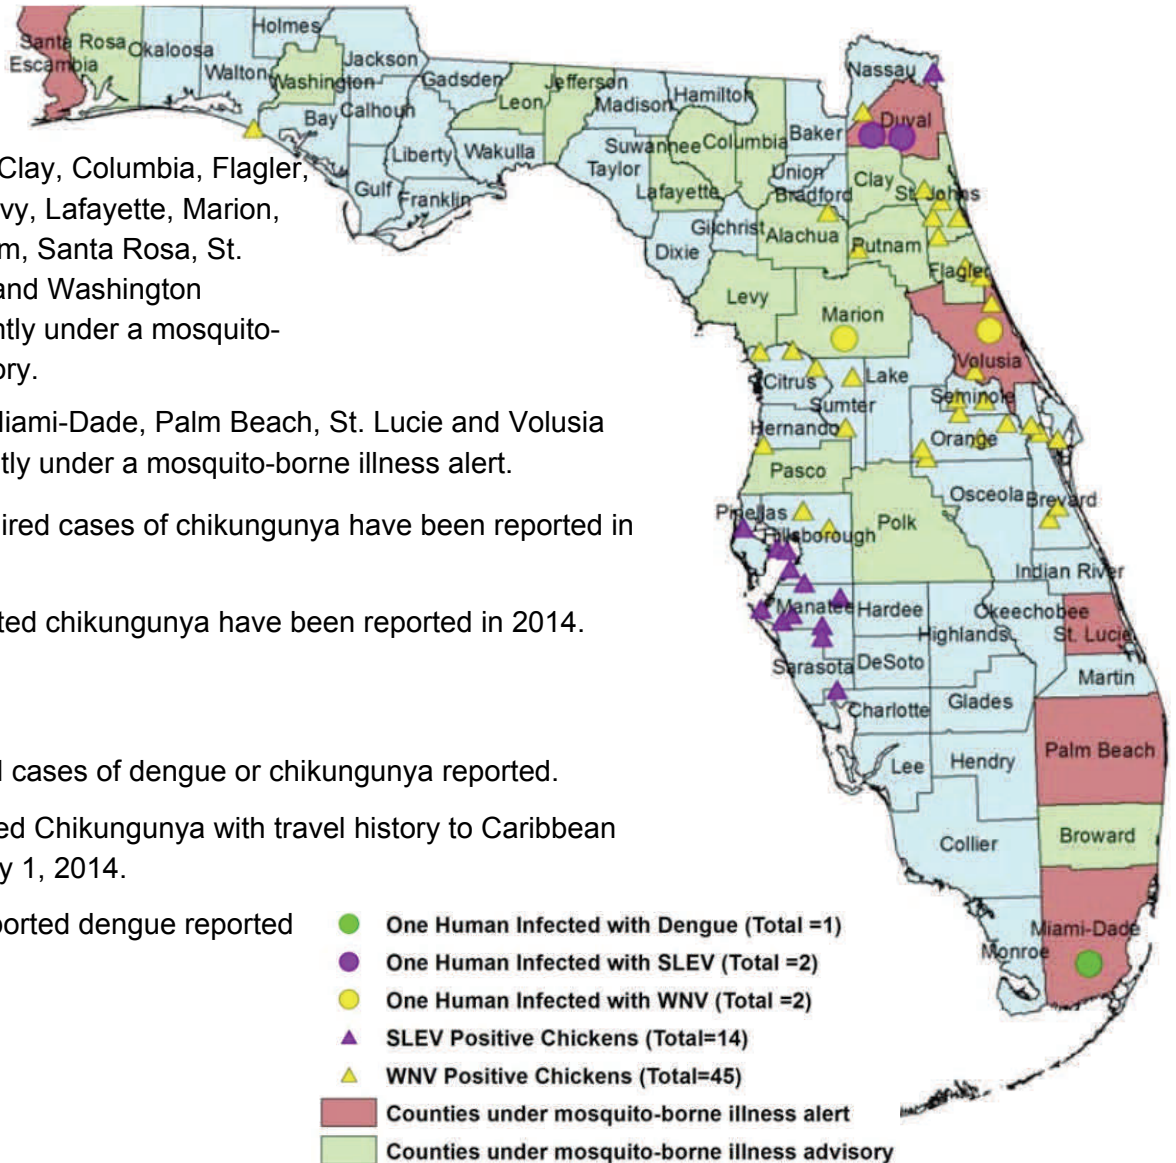 Holmes
Santa Rosa
Okaloosa
Jackson
Escambia
Walton
Washington
Gadsden
Jefferson
Leon
Madison
Hamilton
Nassau
Bay
Calhoun
Columbia
Baker
Duval
Liberty
Wakulla
Suwannee
Taylor
Union
Clay, Columbia, Flagler,
Gulf
Franklin
Lafayette
Bradford
Clay
St. Johns
vy, Lafayette, Marion,
Gilchrist
Alachua
Putnam
m, Santa Rosa, St.
Dixie
Flagler
and Washington
Levy
Marion
ntly under a mosquito-
ory.
Volusia
Citrus
Lake
Sumter
Seminole
Miami-Dade, Palm Beach, St. Lucie and Volusia
Hernando
Orange
tly under a mosquito-borne illness alert.
Pasco
Osceola
Brevard
Pinellas
Polk
ired cases of chikungunya have been reported in
Hillsborough
Indian River
Manatee
Hardee
Okeechobee
ted chikungunya have been reported in 2014.
Highlands
St. Lucie
Sarasota
DeSoto
Martin
Charlotte
Glades
Palm Beach
d cases of dengue or chikungunya reported.
Lee
Hendry
ed Chikungunya with travel history to Caribbean
Broward
y 1, 2014.
Collier
ported dengue reported
Miami-Dade
Monroe
One Human Infected with Dengue (Total =1)
One Human Infected with SLEV (Total =2)
One Human Infected with WNV (Total =2)
SLEV Positive Chickens (Total=14)
WNV Positive Chickens (Total=45)
Counties under mosquito-borne illness alert
Counties under mosquito-borne illness advisory